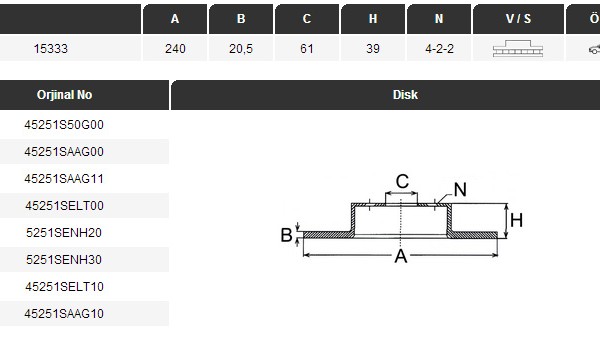 A B C H N V / S Ö
15333 240 20,5 61 39 4-2-2
Orjinal No Disk
45251S50G00
45251SAAG00
45251SAAG11
45251SELT00
5251SENH20
5251SENH30
45251SELT10
45251SAAG10
C
N
B
H
A